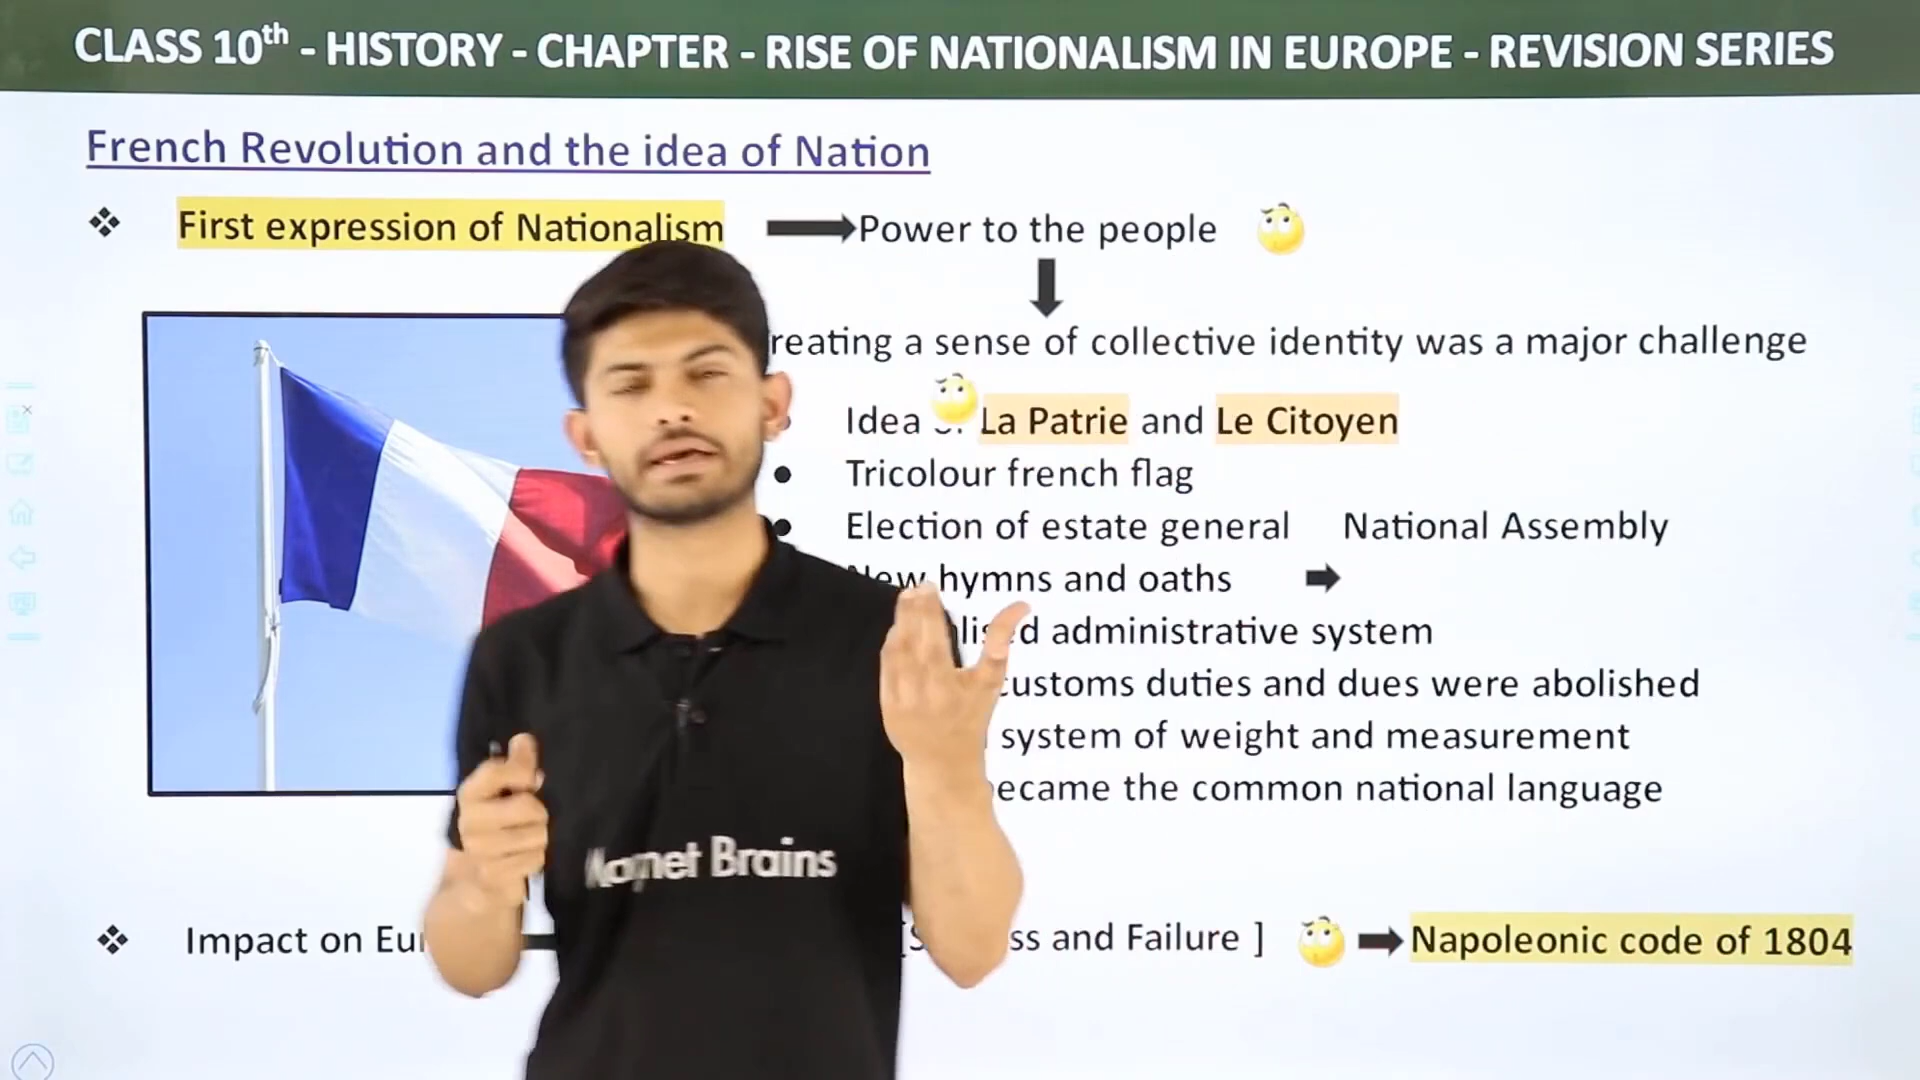 CLASS 10th - HISTORY - CHAPTER - RISE OF NATIONALISM IN EUROPE - REVISION SERIES
French Revolution and the idea of Nation
❖ First expression of Nationalism Power to the people
reating a sense of collective identity was a major challenge
Idea La Patrie and Le Citoyen
• Tricolour french flag
• Election of estate general National Assembly
New hymns and oaths
administrative system
customs duties and dues were abolished
system of weight and measurement
ecame the common national language
Magnet Brains
❖ Impact on ss and Failure ] Napoleonic code of 1804